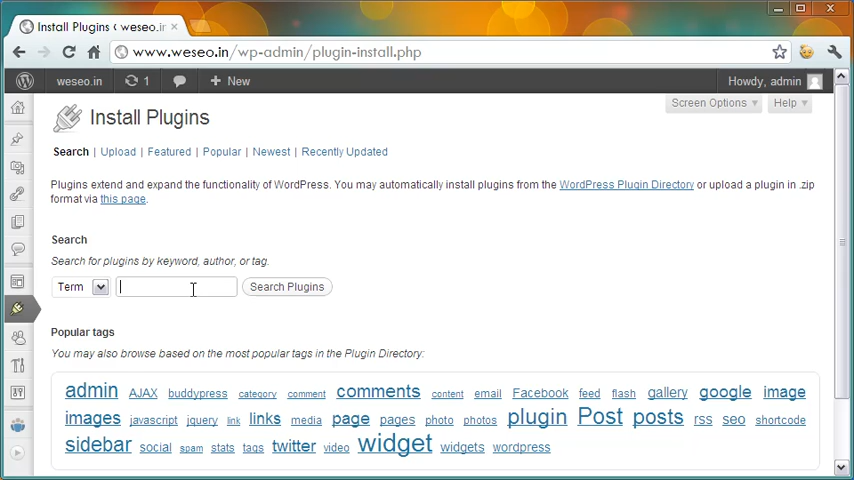 Install Plugins ‹ weseo.in
www.weseo.in/wp-admin/plugin-install.php
weseo.in 1 + New Howdy, admin
Screen Options Help
Install Plugins
Search | Upload | Featured | Popular | Newest | Recently Updated
Plugins extend and expand the functionality of WordPress. You may automatically install plugins from the WordPress Plugin Directory or upload a plugin in .zip
format via this page.
Search
Search for plugins by keyword, author, or tag.
Term Search Plugins
Popular tags
You may also browse based on the most popular tags in the Plugin Directory:
admin AJAX buddypress category comment comments content email Facebook feed flash gallery google image
images javascript jquery link links media page pages photo photos plugin Post posts rss seo shortcode
sidebar social spam stats tags twitter video widget widgets wordpress